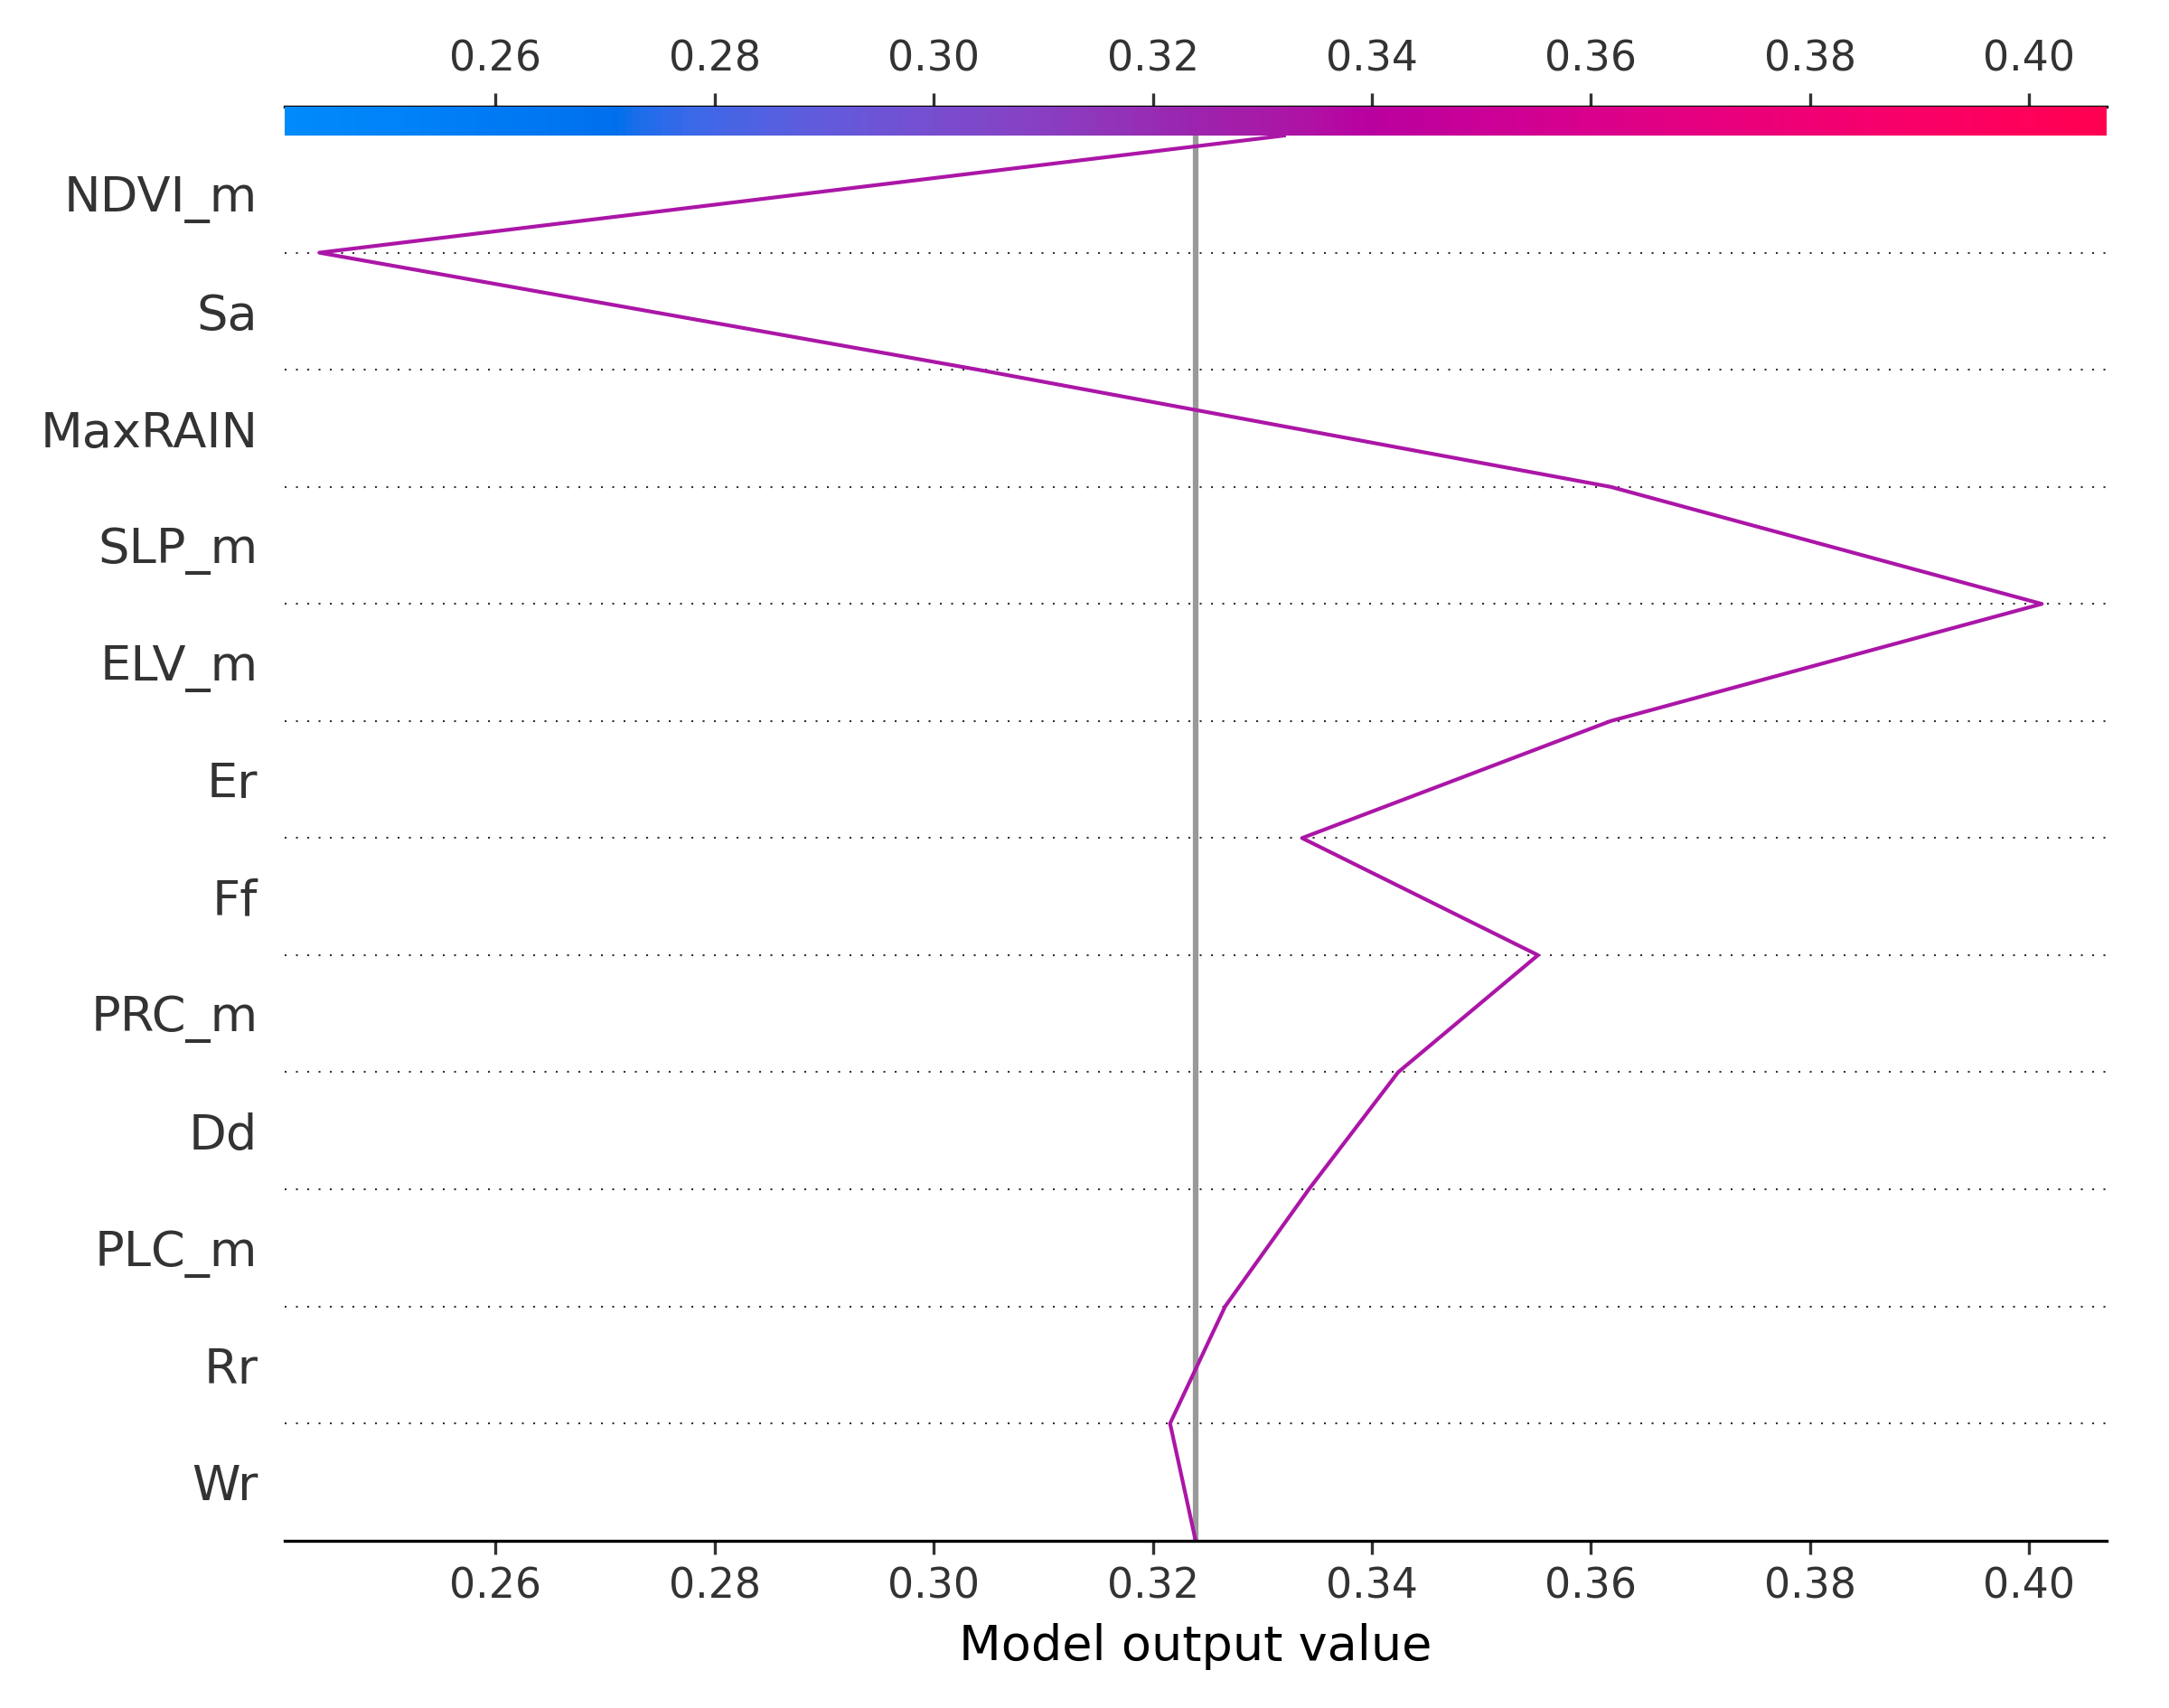 0.26 0.28 0.30 0.32 0.34 0.36 0.38 0.40
NDVI_m
Sa
MaxRAIN
SLP_m
ELV_m
Er
Ff
PRC_m
Dd
PLC_m
Rr
Wr
0.26 0.28 0.30 0.32 0.34 0.36 0.38 0.40
Model output value